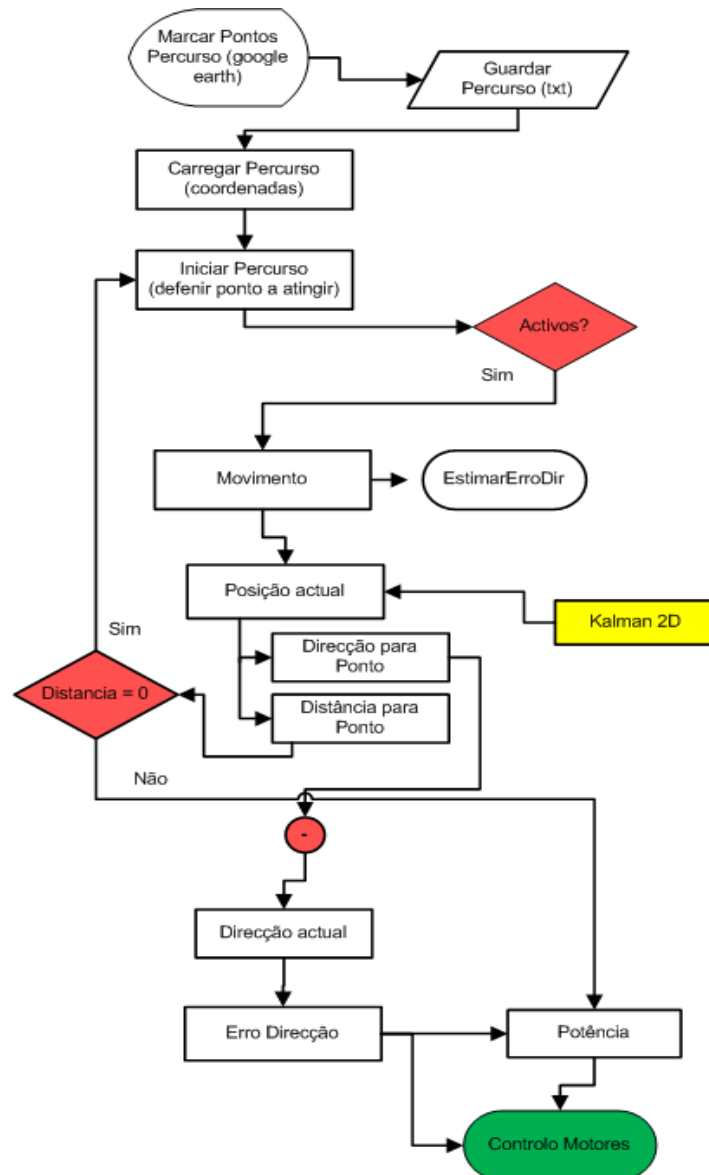 Marcar Pontos
Percurso (google
earth)
Guardar
Percurso (txt)
Carregar Percurso
(coordenadas)
Iniciar Percurso
(defenir ponto a atingir)
Activos?
Sim
Movimento
EstimarErroDir
Posição actual
Kalman 2D
Sim
Direcção para
Ponto
Distancia = 0
Distância para
Ponto
Não
-
Direcção actual
Erro Direcção
Potência
Controlo Motores